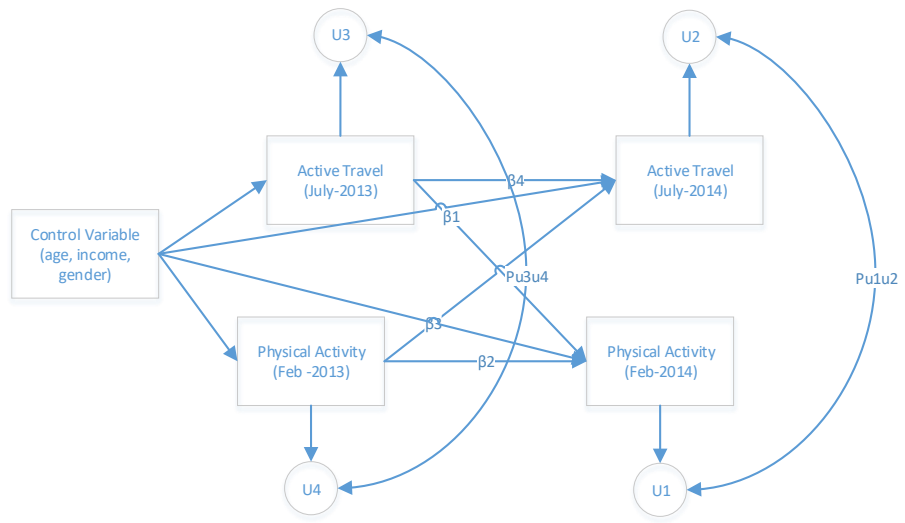 U3
U2
Active Travel
(July-2013)
Active Travel
(July-2014)
β4
β1
Control Variable
(age, income,
gender)
Pu3u4
Pu1u2
β3
Physical Activity
(Feb -2013)
β2
Physical Activity
(Feb-2014)
U4
U1